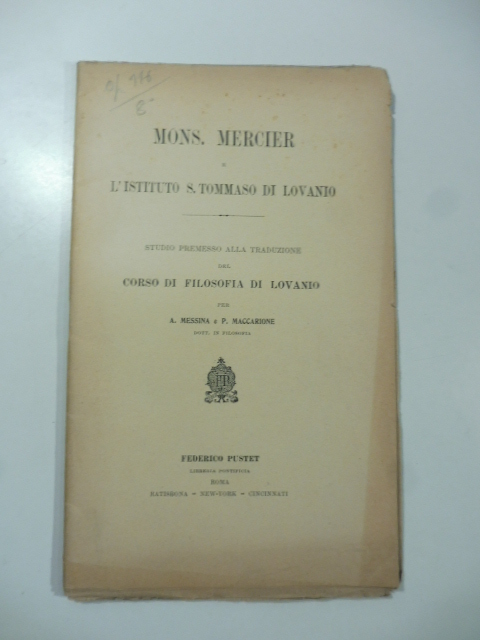 8
MONS. MERCIER
E
L'ISTITUTO S. TOMMASO DI LOVANIO
STUDIO PREMESSO ALLA TRADUZIONE
DEL
CORSO DI FILOSOFIA DI LOVANIO
PER
A. MESSINA e P. MACCARIONE
DOTT. IN FILOSOFIA
FEDERICO PUSTET
LIBRERIA PONTIFICIA
ROMA
RATISBONA – NEW-YORK – CINCINNATI